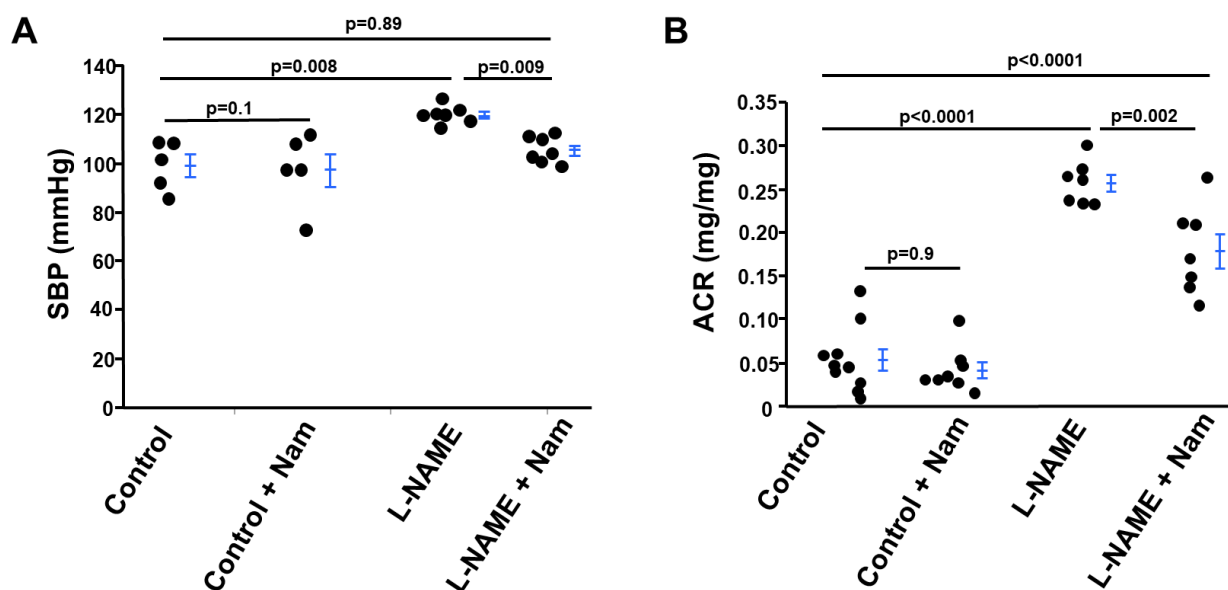 A
p=0.89
p=0.008
p=0.009
p=0.1
SBP (mmHg)
140
120
100
80
60
40
20
0
Control
Control + Nam
L-NAME
L-NAME + Nam
B
p<0.0001
p<0.0001
p=0.002
p=0.9
ACR (mg/mg)
0.35
0.30
0.25
0.20
0.15
0.10
0.05
0
Control
Control + Nam
L-NAME
L-NAME + Nam